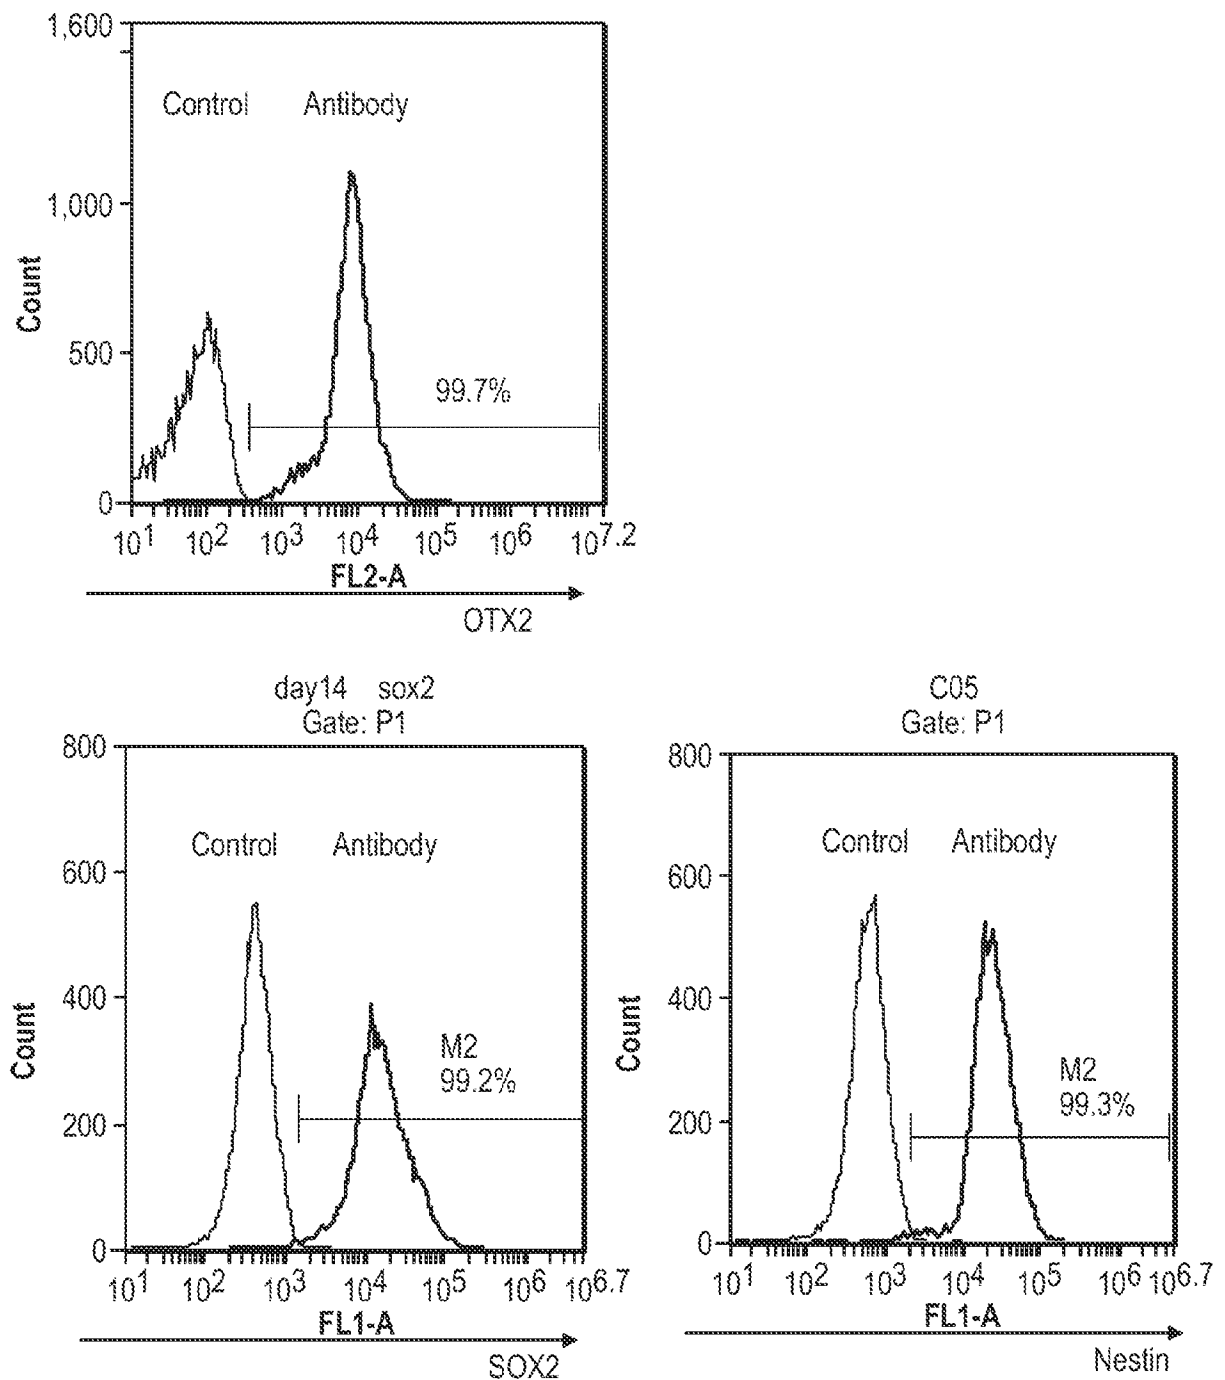 1,600
Control Antibody
1,000
Count
500
99.7%
0
10^1 10^2 10^3 10^4 10^5 10^6 10^7.2
FL2-A
OTX2
day14 sox2
Gate: P1
800
Control Antibody
600
400
Count
M2
99.2%
200
0
10^1 10^2 10^3 10^4 10^5 10^6.7
FL1-A
SOX2
C05
Gate: P1
800
Control Antibody
600
400
Count
M2
99.3%
200
0
10^1 10^2 10^3 10^4 10^5 10^6 10^6.7
FL1-A
Nestin